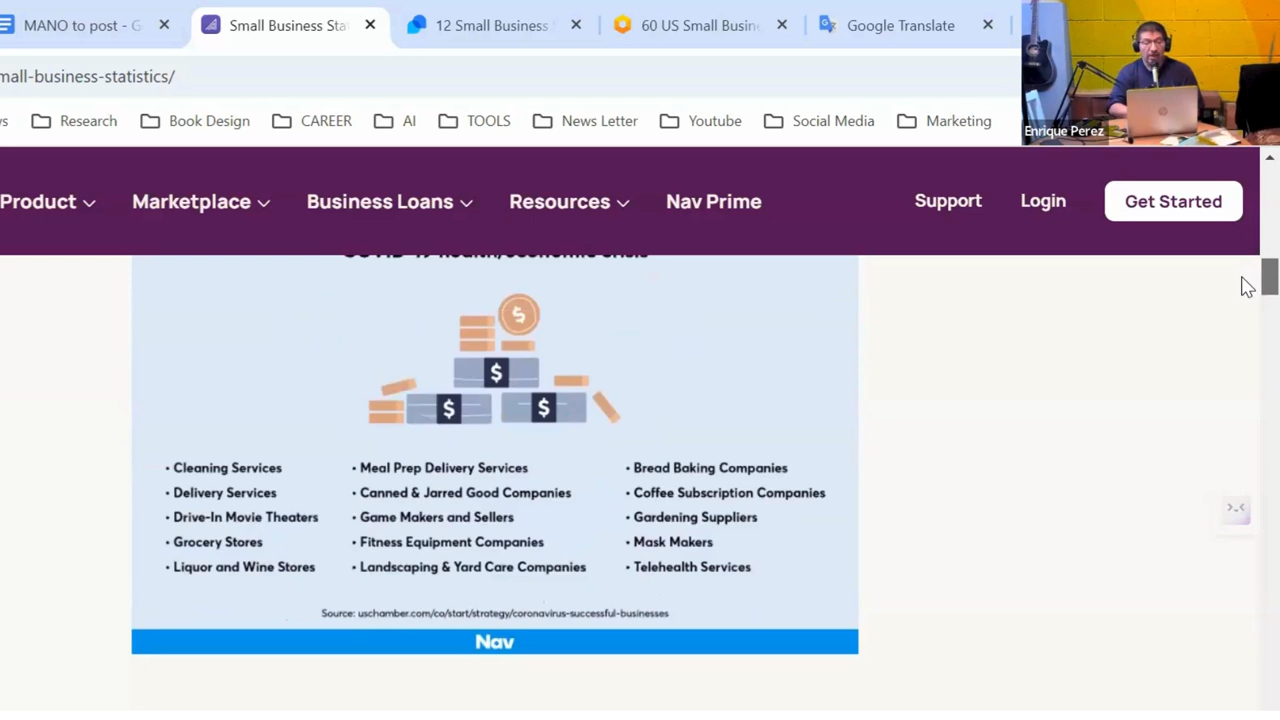 MANO to post - G
Small Business Sta
12 Small Business
60 US Small Busin
Google Translate
mall-business-statistics/
Research
Book Design
CAREER
AI
TOOLS
News Letter
Youtube
Social Media
Marketing
Enrique Perez
Product
Marketplace
Business Loans
Resources
Nav Prime
Support
Login
Get Started
COVID-19 health/economic crisis
• Cleaning Services
• Delivery Services
• Drive-In Movie Theaters
• Grocery Stores
• Liquor and Wine Stores
• Meal Prep Delivery Services
• Canned & Jarred Good Companies
• Game Makers and Sellers
• Fitness Equipment Companies
• Landscaping & Yard Care Companies
• Bread Baking Companies
• Coffee Subscription Companies
• Gardening Suppliers
• Mask Makers
• Telehealth Services
Source: uschamber.com/co/start/strategy/coronavirus-successful-businesses
Nav